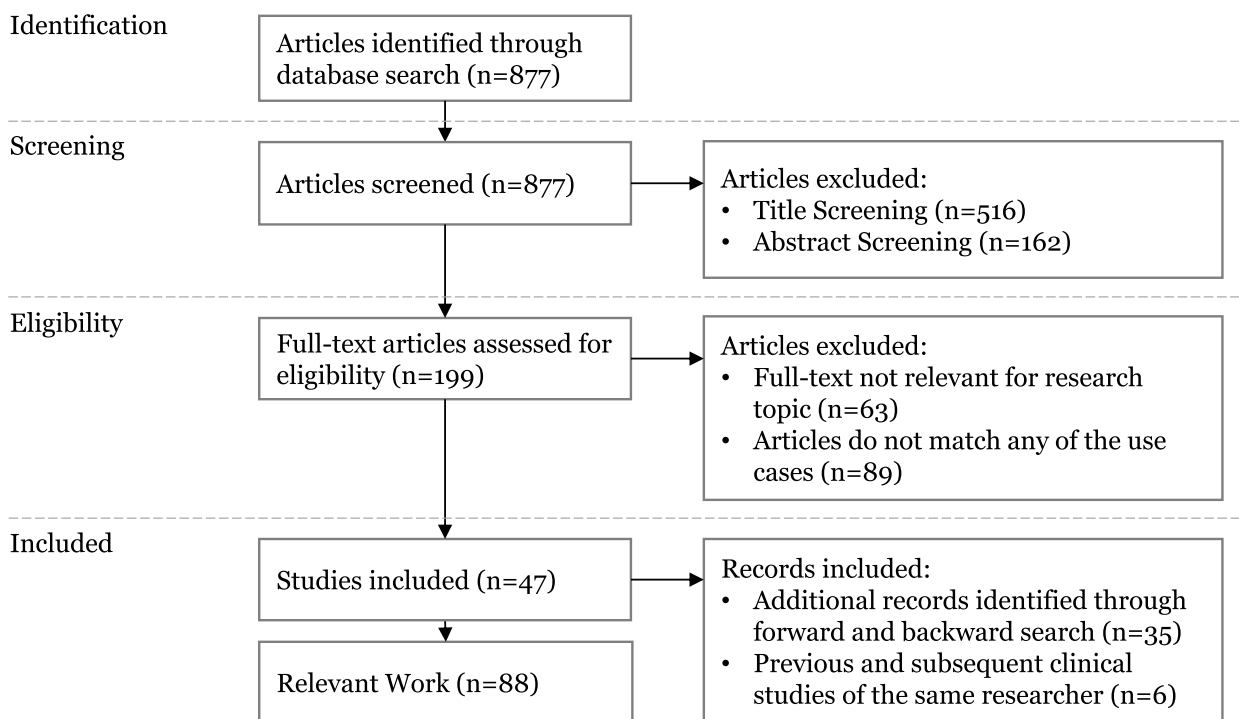 Identification
Articles identified through
database search (n=877)
Screening
Articles screened (n=877)
Articles excluded:
• Title Screening (n=516)
• Abstract Screening (n=162)
Eligibility
Full-text articles assessed for
eligibility (n=199)
Articles excluded:
• Full-text not relevant for research
topic (n=63)
• Articles do not match any of the use
cases (n=89)
Included
Studies included (n=47)
Records included:
• Additional records identified through
forward and backward search (n=35)
• Previous and subsequent clinical
studies of the same researcher (n=6)
Relevant Work (n=88)